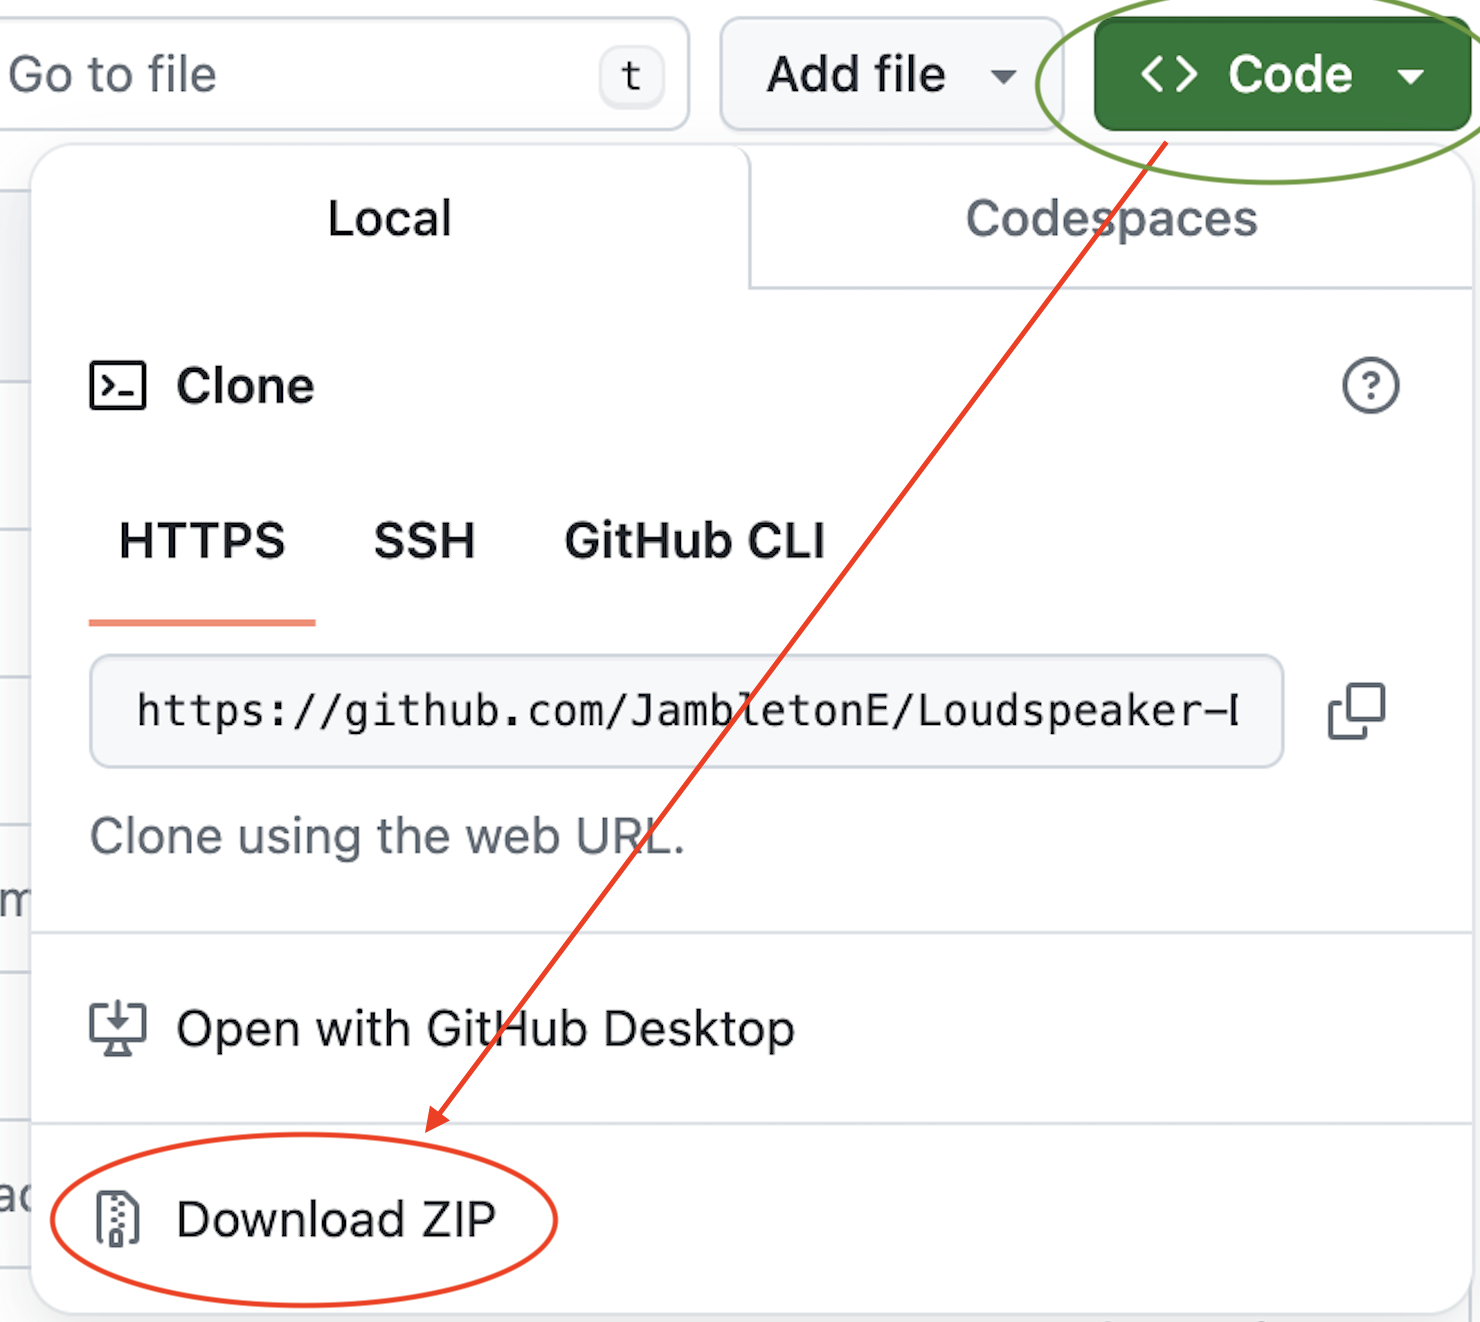 Go to file t Add file <> Code
Local Codespaces
>_ Clone ?
HTTPS SSH GitHub CLI
https://github.com/JambletonE/Loudspeaker-
Clone using the web URL.
Open with GitHub Desktop
Download ZIP